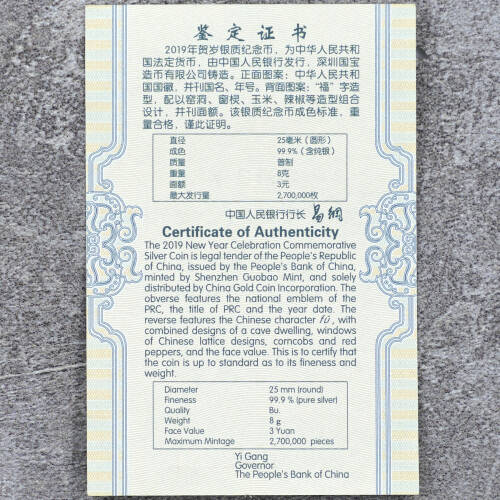 鉴定证书
2019年贺岁银质纪念币，为中华人民共和
国法定货币，由中国人民银行发行，深圳国宝
造币有限公司铸造。正面图案：中华人民共和
国国徽，并刊国名、年号。背面图案：“福”字造
型，配以窑洞、窗棂、玉米、辣椒等造型组合
设计，并刊面额。该银质纪念币成色标准，重
量合格，谨此证明。
直径 25毫米（圆形）
成色 99.9%（含纯银）
质量 普制
重量 8克
面额 3元
最大发行量 2,700,000枚
中国人民银行行长 易纲
Certificate of Authenticity
The 2019 New Year Celebration Commemorative
Silver Coin is legal tender of the People's Republic
of China, issued by the People's Bank of China,
minted by Shenzhen Guobao Mint, and solely
distributed by China Gold Coin Incorporation. The
obverse features the national emblem of the
PRC, the title of PRC and the year date. The
reverse features the Chinese character fú, with
combined designs of a cave dwelling, windows
of Chinese lattice designs, corncobs and red
peppers, and the face value. This is to certify that
the coin is up to standard as to its fineness and
weight.
Diameter 25 mm (round)
Fineness 99.9 % (pure silver)
Quality Bu.
Weight 8 g
Face Value 3 Yuan
Maximum Mintage 2,700,000 pieces
Yi Gang
Governor
The People's Bank of China